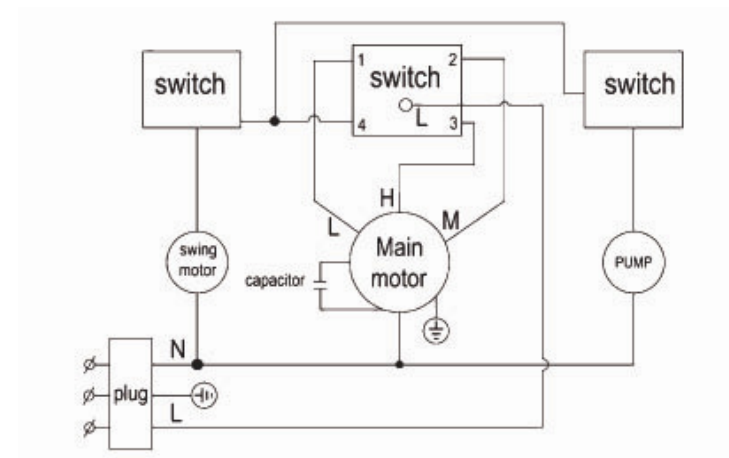 1 2
switch switch switch
L
4 3
H
L M
swing
motor
Main
motor
PUMP
capacitor
N
plug
L